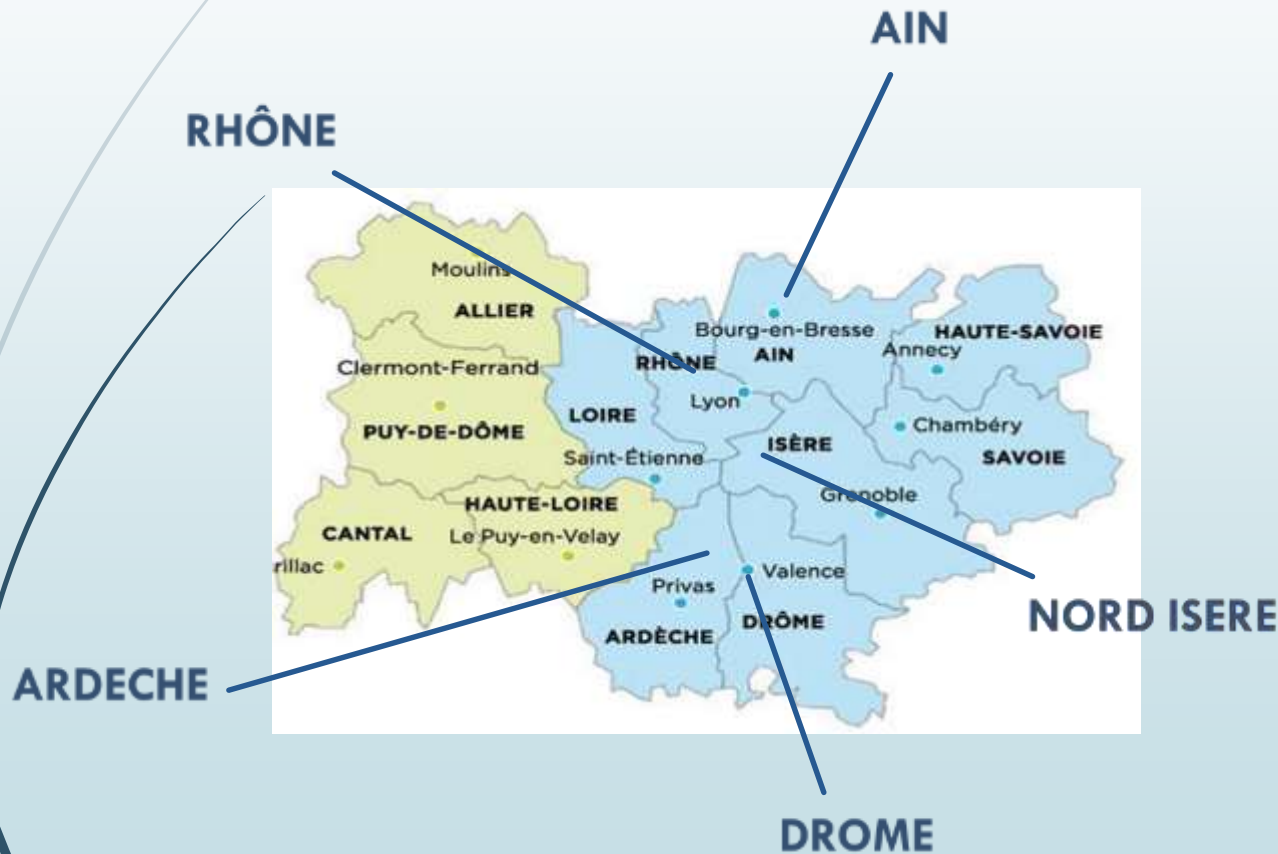 AIN
RHÔNE
Moulins
ALLIER
Bourg-en-Bresse
HAUTE-SAVOIE
Annecy
RHÔNE
AIN
Clermont-Ferrand
Lyon
LOIRE
Chambéry
PUY-DE-DÔME
ISÈRE
Saint-Étienne
SAVOIE
Grenoble
HAUTE-LOIRE
CANTAL
Le Puy-en-Velay
rillac
Valence
Privas
NORD ISERE
DRÔME
ARDÈCHE
ARDECHE
DROME